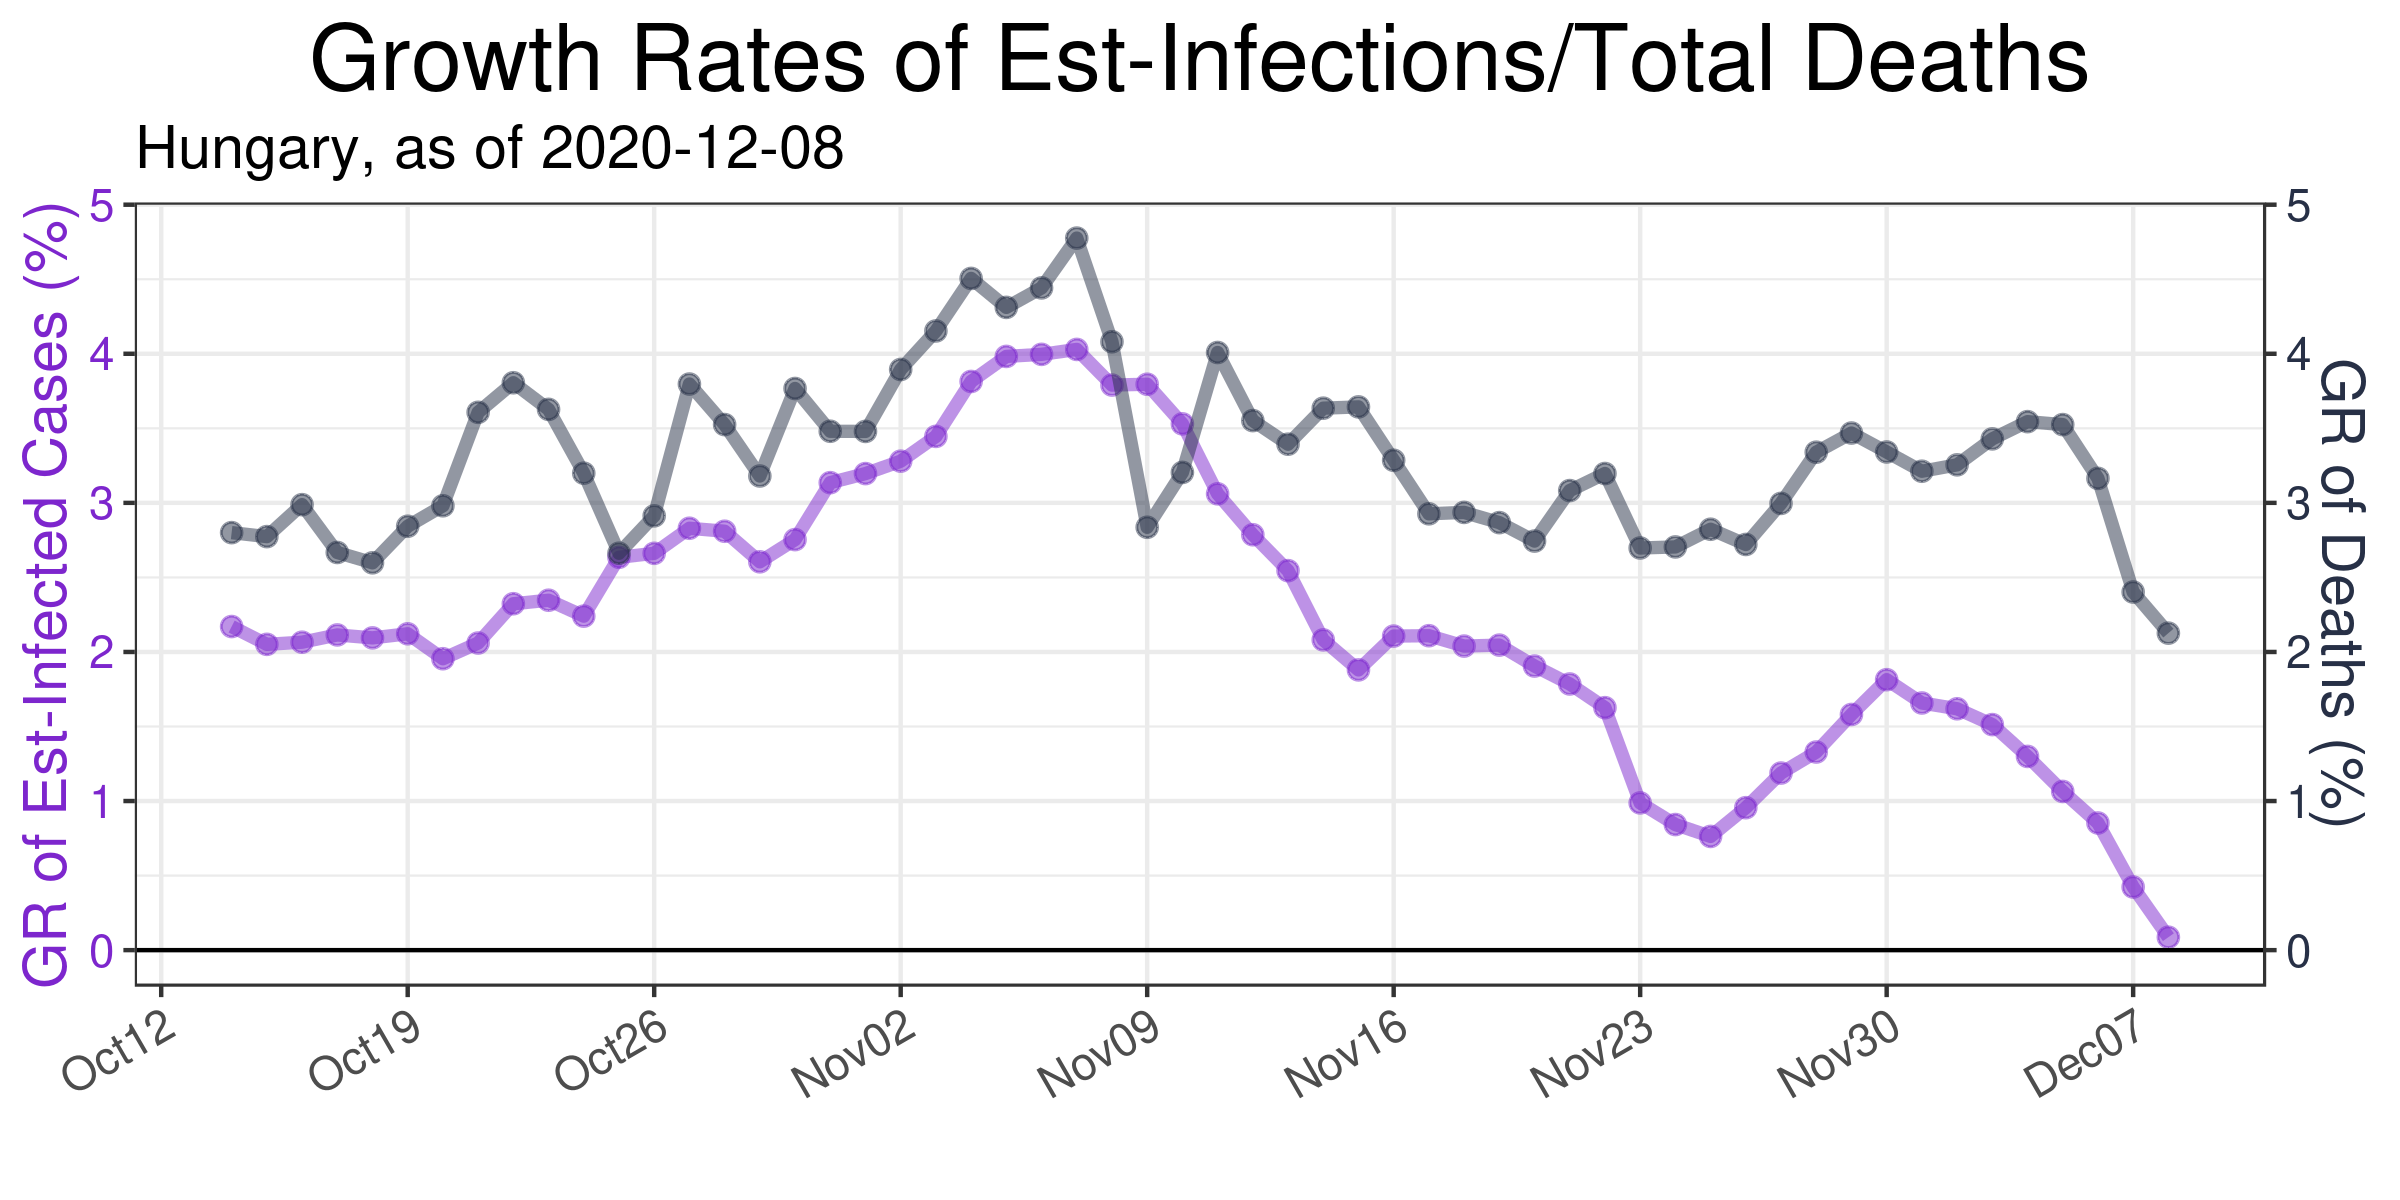 Growth Rates of Est-Infections/Total Deaths
Hungary, as of 2020-12-08
GR of Est-Infected Cases (%)
5
4
3
2
1
0
5
4
3
2
1
0
GR of Deaths (%)
Oct12
Oct19
Oct26
Nov02
Nov09
Nov16
Nov23
Nov30
Dec07